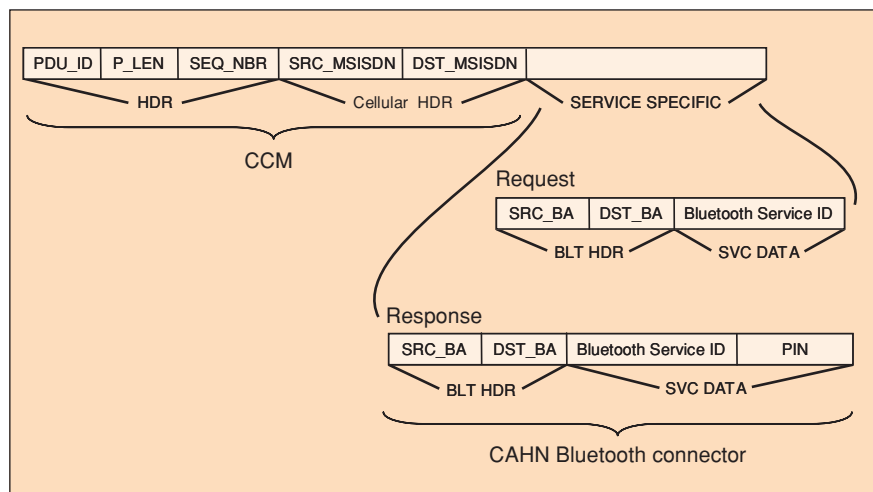 PDU_ID P_LEN SEQ_NBR SRC_MSISDN DST_MSISDN
HDR Cellular HDR SERVICE SPECIFIC
CCM
Request
SRC_BA DST_BA Bluetooth Service ID
BLT HDR SVC DATA
Response
SRC_BA DST_BA Bluetooth Service ID PIN
BLT HDR SVC DATA
CAHN Bluetooth connector